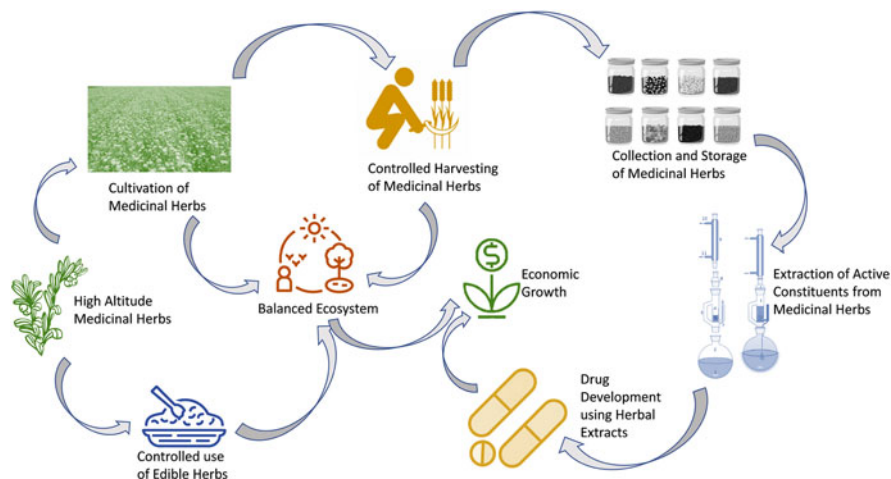 Cultivation of
Medicinal Herbs
Controlled Harvesting
of Medicinal Herbs
Collection and Storage
of Medicinal Herbs
High Altitude
Medicinal Herbs
Balanced Ecosystem
$
Economic
Growth
Extraction of Active
Constituents from
Medicinal Herbs
Controlled use
of Edible Herbs
Drug
Development
using Herbal
Extracts